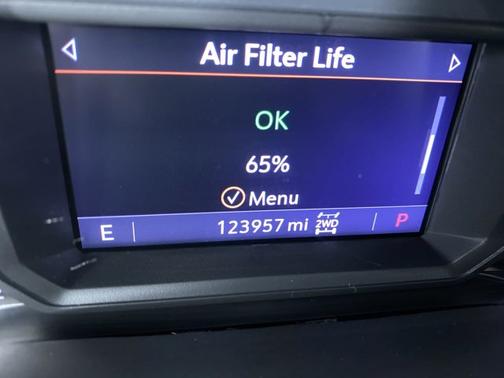 Air Filter Life
OK
65%
Menu
E 123957 mi 2WD P